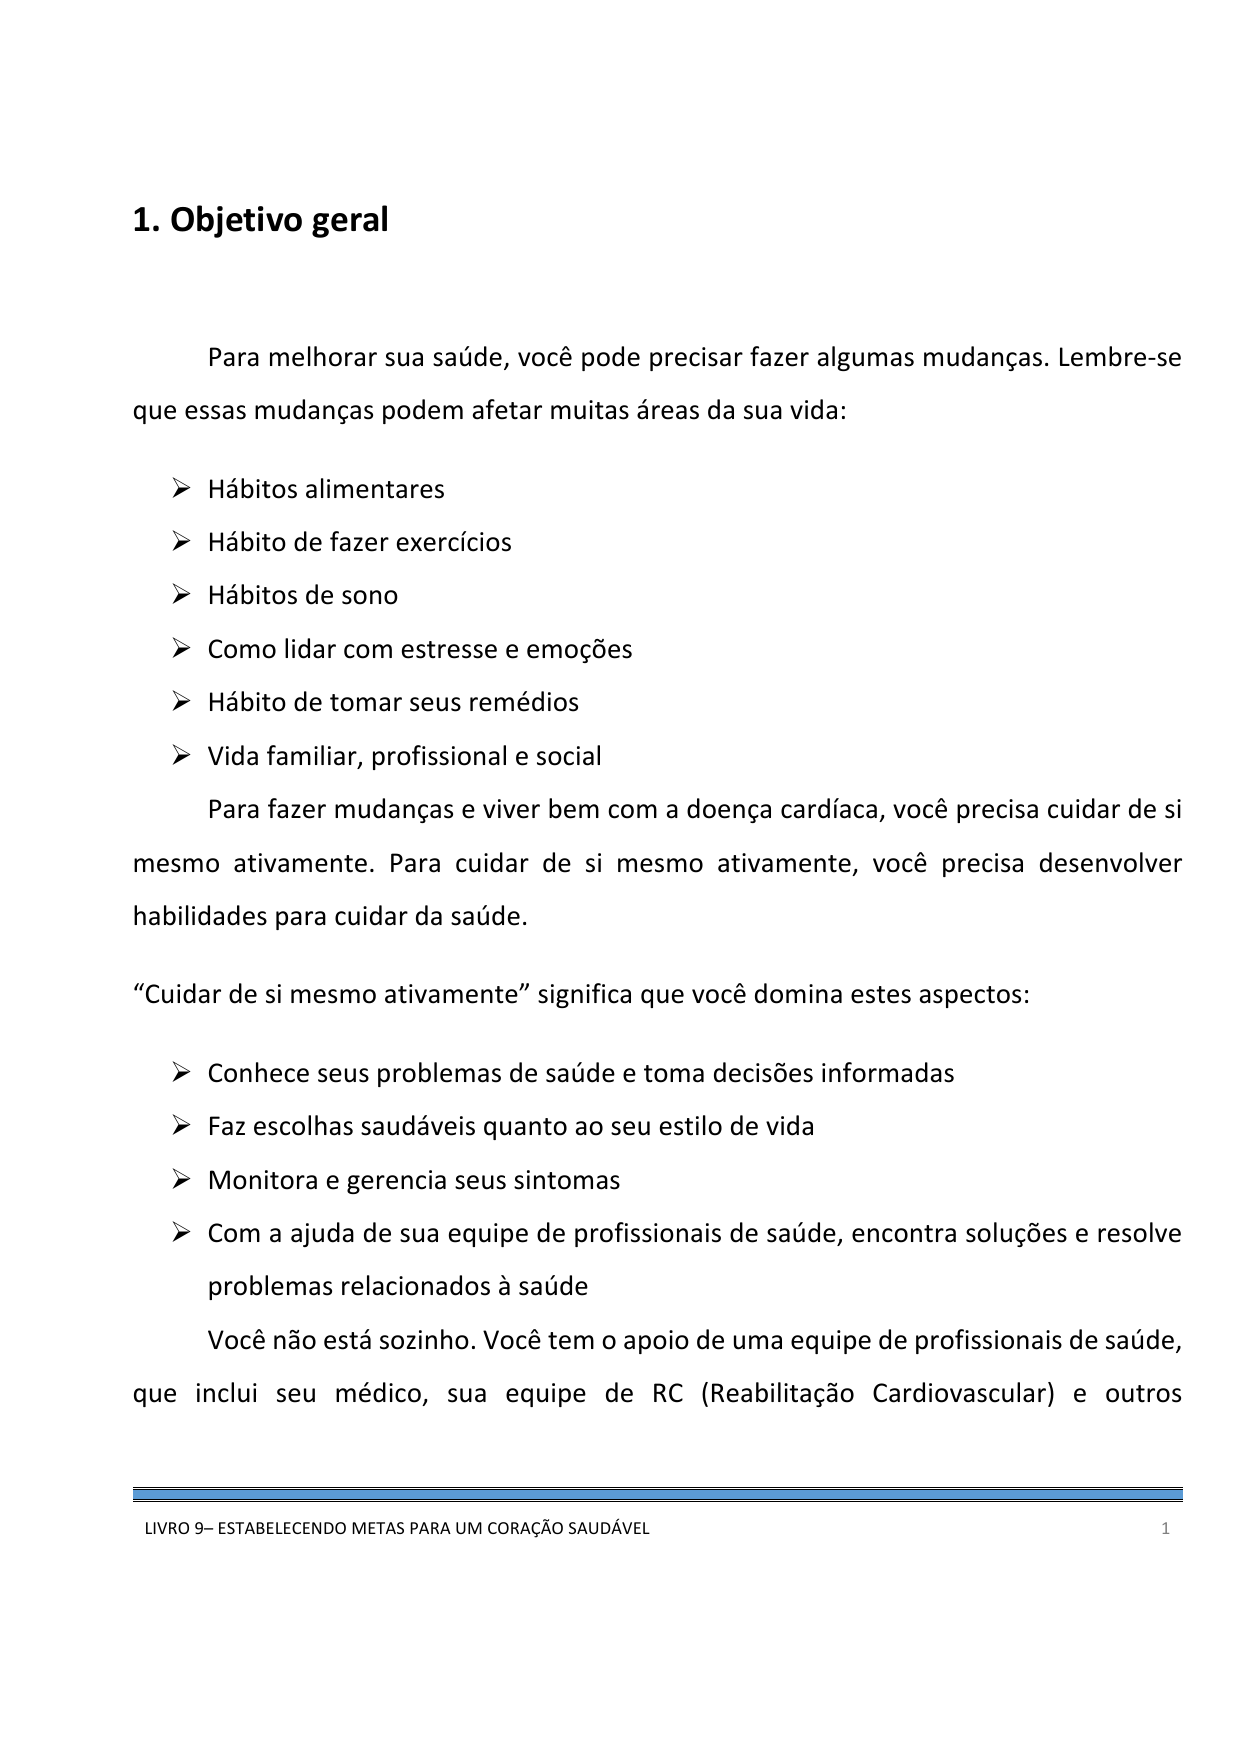 1. Objetivo geral
Para melhorar sua saúde, você pode precisar fazer algumas mudanças. Lembre-se
que essas mudanças podem afetar muitas áreas da sua vida:
➢ Hábitos alimentares
➢ Hábito de fazer exercícios
➢ Hábitos de sono
➢ Como lidar com estresse e emoções
➢ Hábito de tomar seus remédios
➢ Vida familiar, profissional e social
Para fazer mudanças e viver bem com a doença cardíaca, você precisa cuidar de si
mesmo ativamente. Para cuidar de si mesmo ativamente, você precisa desenvolver
habilidades para cuidar da saúde.
“Cuidar de si mesmo ativamente” significa que você domina estes aspectos:
➢ Conhece seus problemas de saúde e toma decisões informadas
➢ Faz escolhas saudáveis quanto ao seu estilo de vida
➢ Monitora e gerencia seus sintomas
➢ Com a ajuda de sua equipe de profissionais de saúde, encontra soluções e resolve
problemas relacionados à saúde
Você não está sozinho. Você tem o apoio de uma equipe de profissionais de saúde,
que inclui seu médico, sua equipe de RC (Reabilitação Cardiovascular) e outros
LIVRO 9– ESTABELECENDO METAS PARA UM CORAÇÃO SAUDÁVEL 1